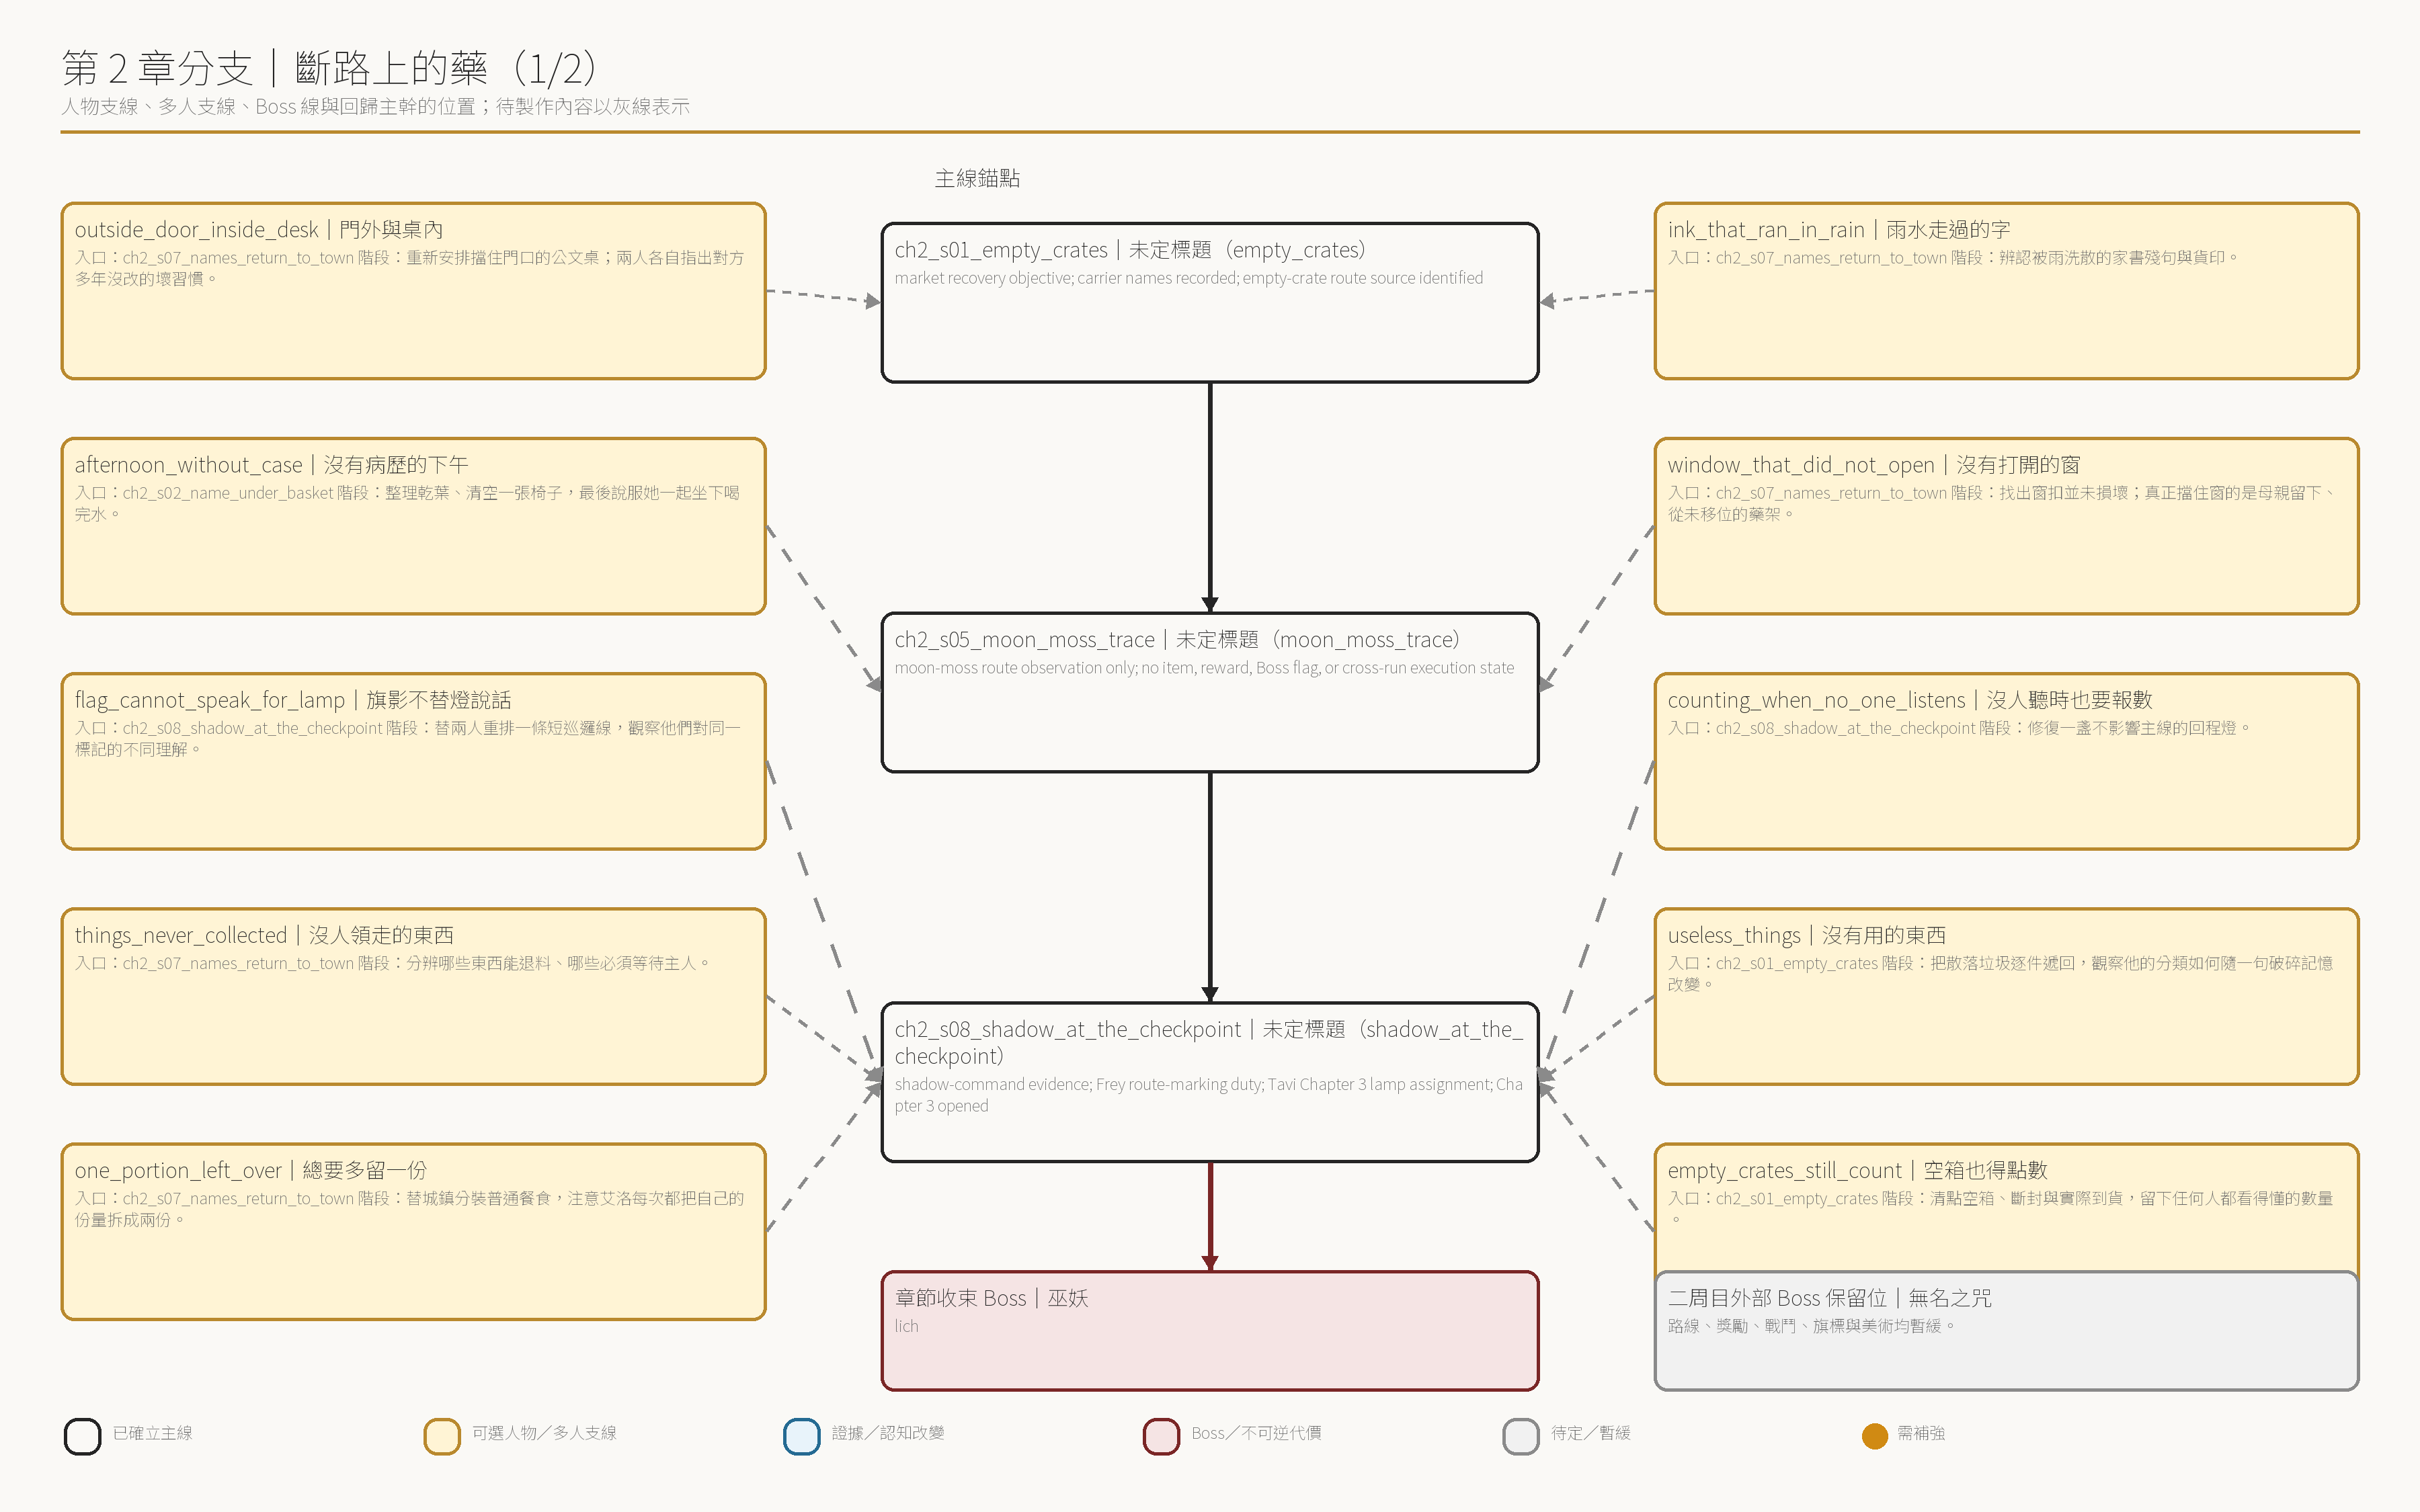 第 2 章分支｜斷路上的藥（1/2）
人物支線、多人支線、Boss 線與回歸主幹的位置；待製作內容以灰線表示
主線錨點
outside_door_inside_desk｜門外與桌內
入口：ch2_s07_names_return_to_town 階段：重新安排擋住門口的公文桌；兩人各自指出對方
多年沒改的壞習慣。
ch2_s01_empty_crates｜未定標題（empty_crates）
market recovery objective; carrier names recorded; empty-crate route source identified
ink_that_ran_in_rain｜雨水走過的字
入口：ch2_s07_names_return_to_town 階段：辨認被雨洗散的家書殘句與貨印。
afternoon_without_case｜沒有病歷的下午
入口：ch2_s02_name_under_basket 階段：整理乾葉、清空一張椅子，最後說服她一起坐下喝
完水。
window_that_did_not_open｜沒有打開的窗
入口：ch2_s07_names_return_to_town 階段：找出窗扣並未損壞；真正擋住窗的是母親留下、
從未移位的藥架。
ch2_s05_moon_moss_trace｜未定標題（moon_moss_trace）
moon-moss route observation only; no item, reward, Boss flag, or cross-run execution state
flag_cannot_speak_for_lamp｜旗影不替燈說話
入口：ch2_s08_shadow_at_the_checkpoint 階段：替兩人重排一條短巡邏線，觀察他們對同一
標記的不同理解。
counting_when_no_one_listens｜沒人聽時也要報數
入口：ch2_s08_shadow_at_the_checkpoint 階段：修復一盞不影響主線的回程燈。
things_never_collected｜沒人領走的東西
入口：ch2_s07_names_return_to_town 階段：分辨哪些東西能退料、哪些必須等待主人。
useless_things｜沒有用的東西
入口：ch2_s01_empty_crates 階段：把散落垃圾逐件遞回，觀察他的分類如何隨一句破碎記憶
改變。
ch2_s08_shadow_at_the_checkpoint｜未定標題（shadow_at_the_
checkpoint）
shadow-command evidence; Frey route-marking duty; Tavi Chapter 3 lamp assignment; Cha
pter 3 opened
one_portion_left_over｜總要多留一份
入口：ch2_s07_names_return_to_town 階段：替城鎮分裝普通餐食，注意艾洛每次都把自己的
份量拆成兩份。
empty_crates_still_count｜空箱也得點數
入口：ch2_s01_empty_crates 階段：清點空箱、斷封與實際到貨，留下任何人都看得懂的數量
。
章節收束 Boss｜巫妖
lich
二周目外部 Boss 保留位｜無名之咒
路線、獎勵、戰鬥、旗標與美術均暫緩。
已確立主線
可選人物／多人支線
證據／認知改變
Boss／不可逆代價
待定／暫緩
需補強